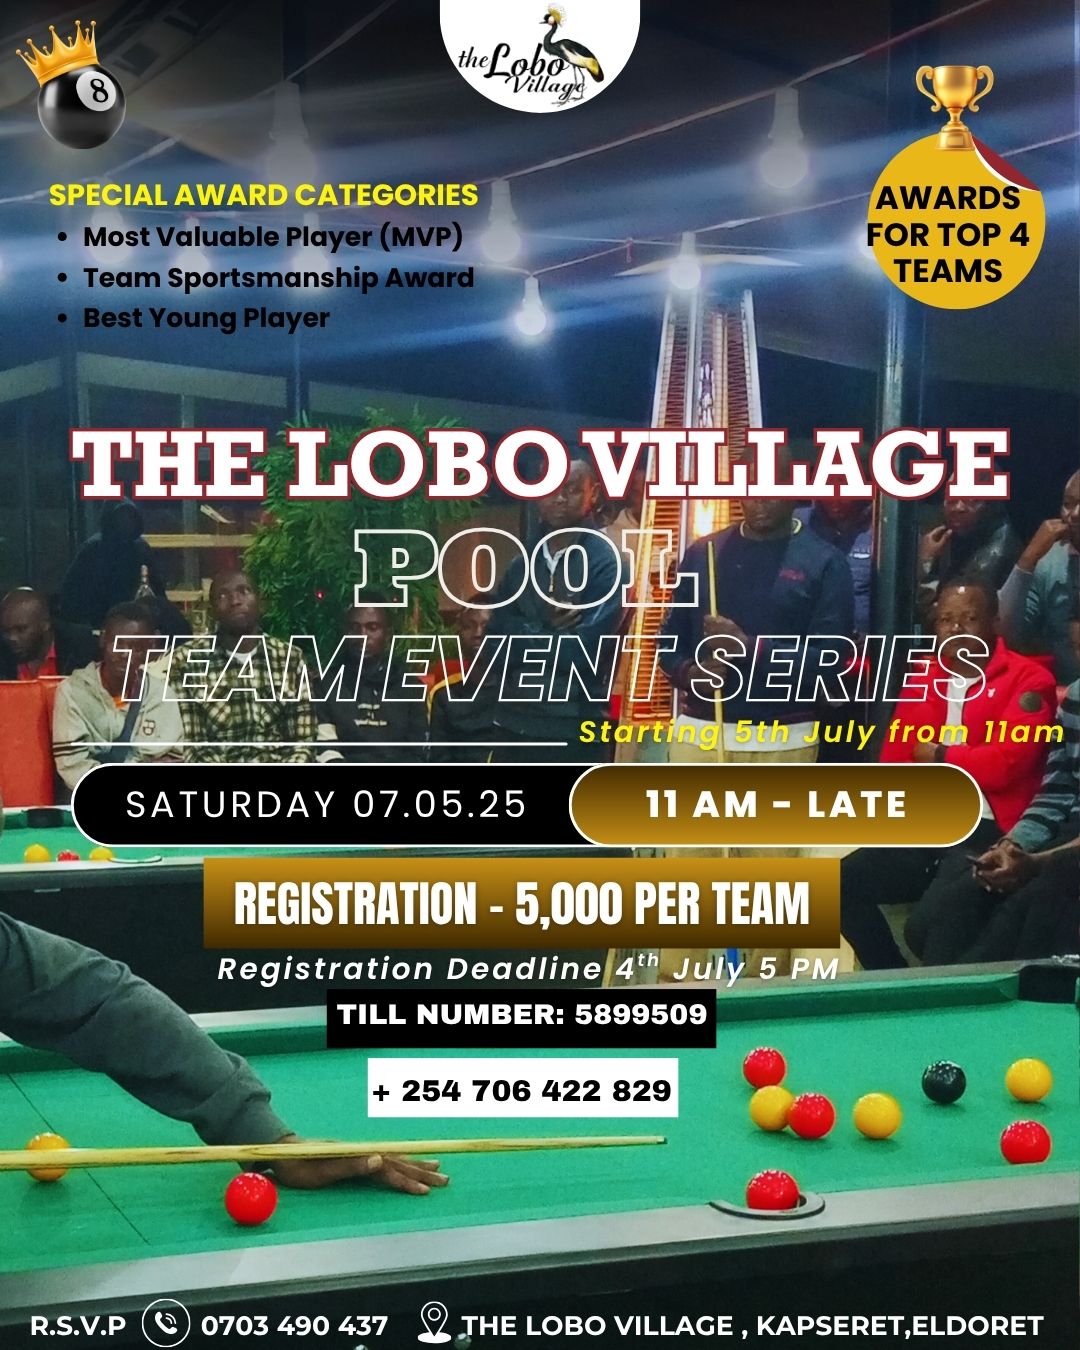 the Lobo
Village
8
SPECIAL AWARD CATEGORIES
• Most Valuable Player (MVP)
• Team Sportsmanship Award
• Best Young Player
AWARDS
FOR TOP 4
TEAMS
THE LOBO VILLAGE
POOL
TEAM EVENT SERIES
Starting 5th July from 11am
SATURDAY 07.05.25
11 AM - LATE
REGISTRATION - 5,000 PER TEAM
Registration Deadline 4th July 5 PM
TILL NUMBER: 5899509
+ 254 706 422 829
R.S.V.P 0703 490 437 THE LOBO VILLAGE , KAPSERET,ELDORET